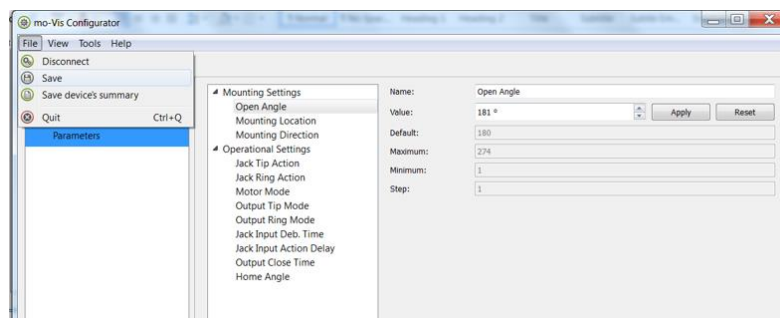 mo-Vis Configurator
File View Tools Help
Disconnect
Save
Save device's summary
Quit Ctrl+Q
Parameters
Mounting Settings
Open Angle
Mounting Location
Mounting Direction
Operational Settings
Jack Tip Action
Jack Ring Action
Motor Mode
Output Tip Mode
Output Ring Mode
Jack Input Deb. Time
Jack Input Action Delay
Output Close Time
Home Angle
Name: Open Angle
Value: 181 º Apply Reset
Default: 180
Maximum: 274
Minimum: 1
Step: 1